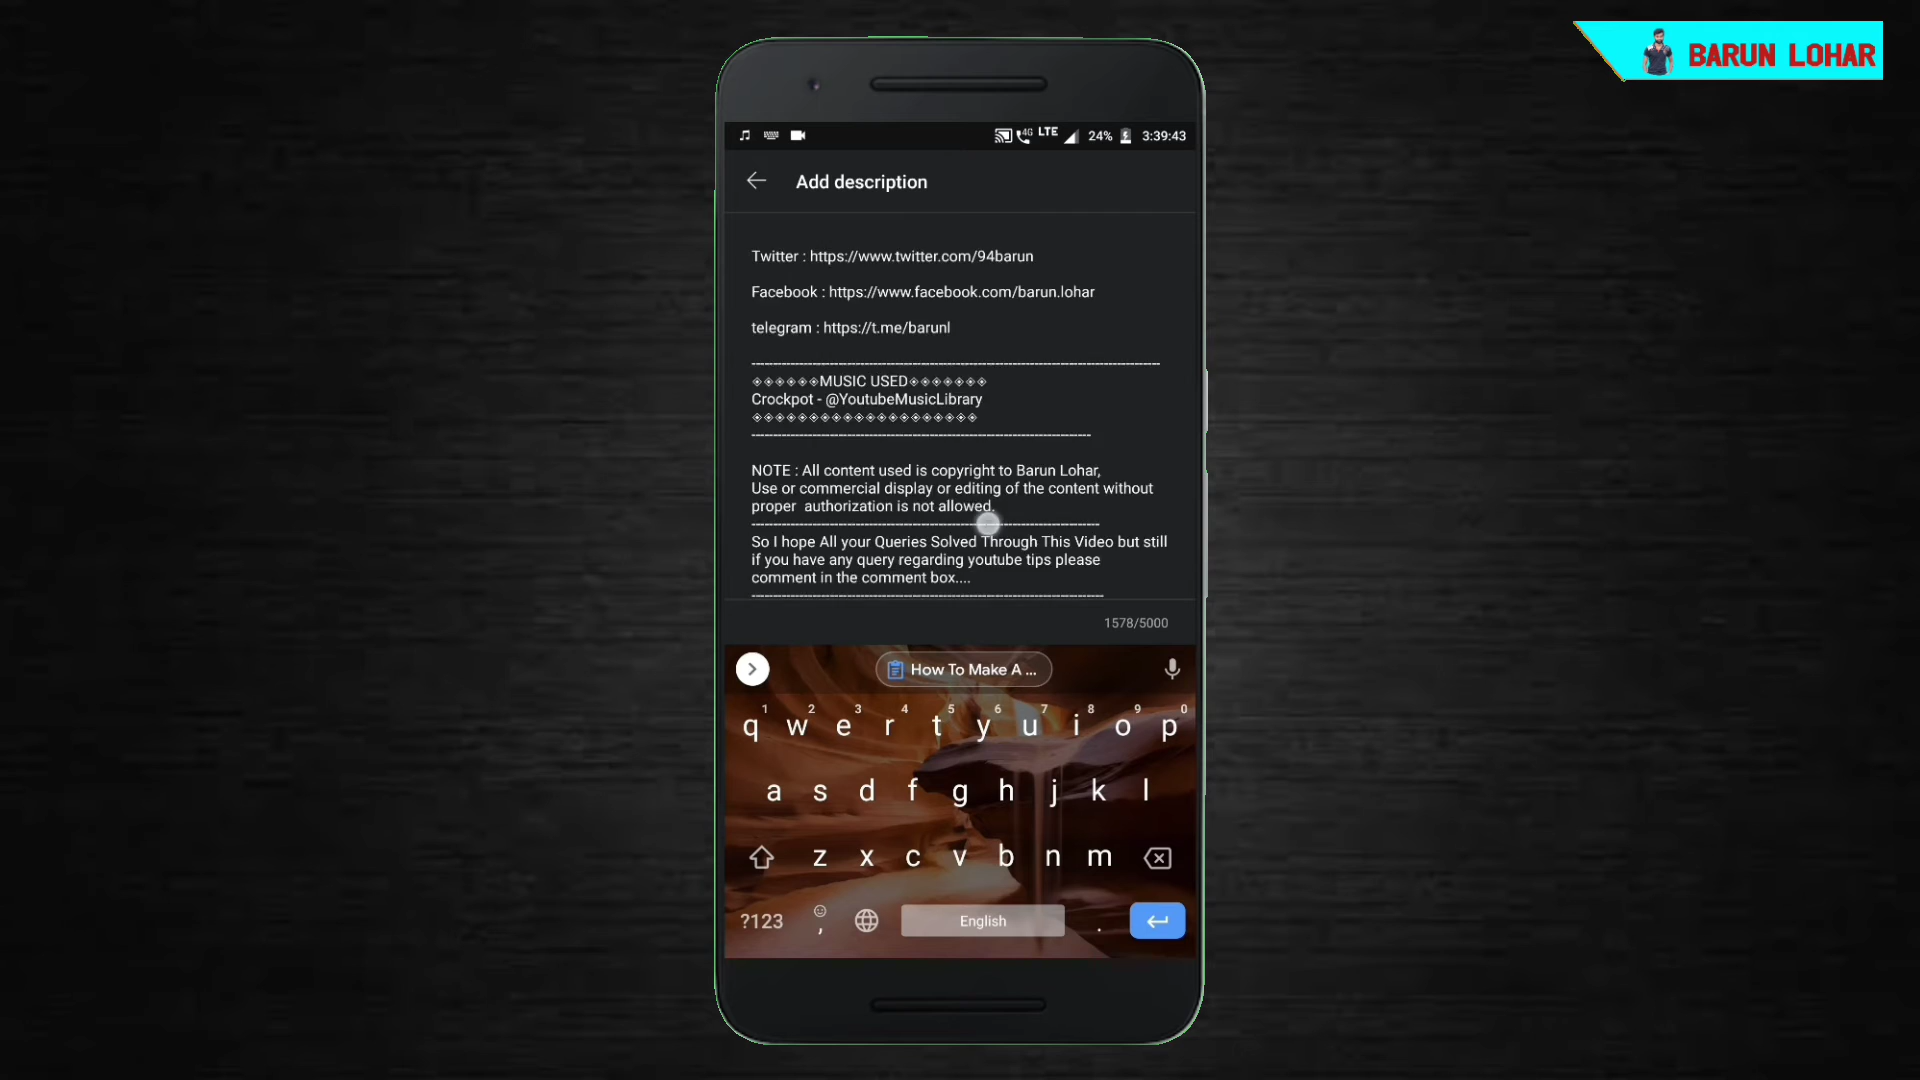 BARUN LOHAR
4G LTE 24% 3:39:43
Add description
Twitter : https://www.twitter.com/94barun
Facebook : https://www.facebook.com/barun.lohar
telegram : https://t.me/barunl
--------------------------------------------------------------------------------
◈◈◈◈◈◈MUSIC USED◈◈◈◈◈◈◈
Crockpot - @YoutubeMusicLibrary
◈◈◈◈◈◈◈◈◈◈◈◈◈◈◈◈◈◈◈◈
------------------------------------------------------------------
NOTE : All content used is copyright to Barun Lohar,
Use or commercial display or editing of the content without
proper  authorization is not allowed.
--------------------------------------------------------------------
So I hope All your Queries Solved Through This Video but still
if you have any query regarding youtube tips please
comment in the comment box....
---------------------------------------------------------------------
1578/5000
How To Make A ...
1 2 3 4 5 6 7 8 9 0
q w e r t y u i o p
a s d f g h j k l
z x c v b n m
?123 , English .